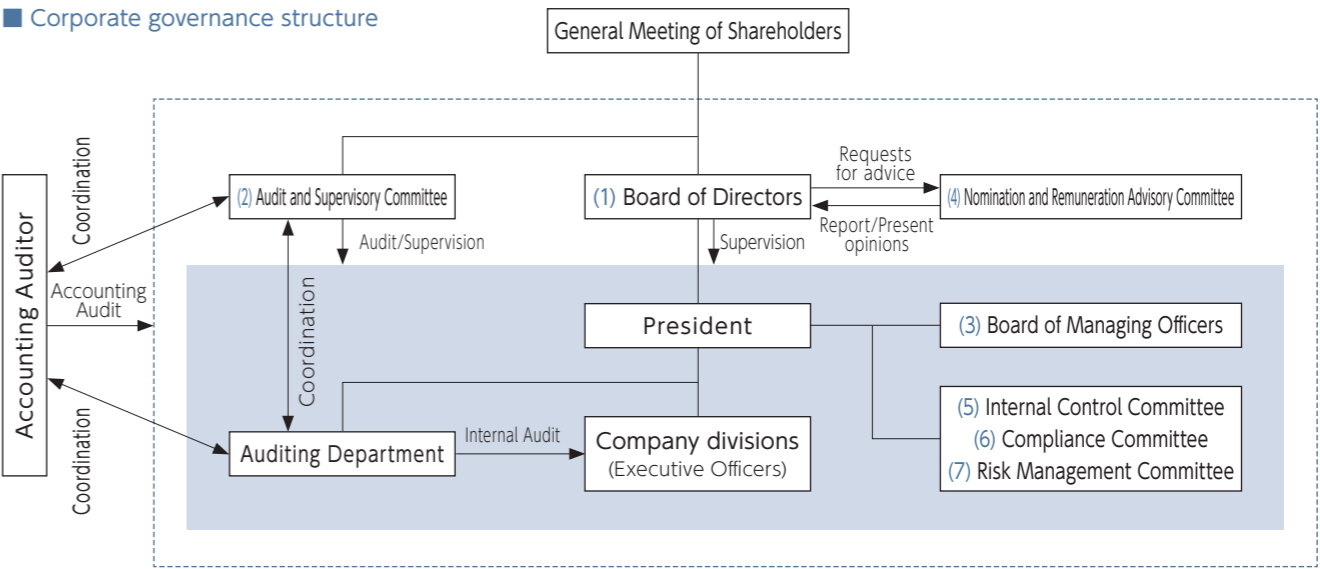 Corporate governance structure
General Meeting of Shareholders
Coordination
Requests
for advice
(2) Audit and Supervisory Committee
(1) Board of Directors
(4) Nomination and Remuneration Advisory Committee
Audit/Supervision
Supervision
Report/Present
opinions
Accounting Auditor
Accounting
Audit
Coordination
President
(3) Board of Managing Officers
Coordination
Auditing Department
Internal Audit
Company divisions
(Executive Officers)
(5) Internal Control Committee
(6) Compliance Committee
(7) Risk Management Committee